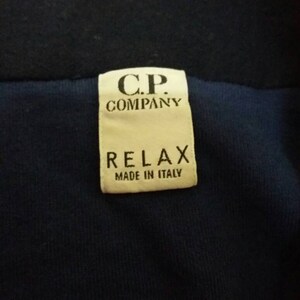 C.P.
COMPANY
RELAX
MADE IN ITALY